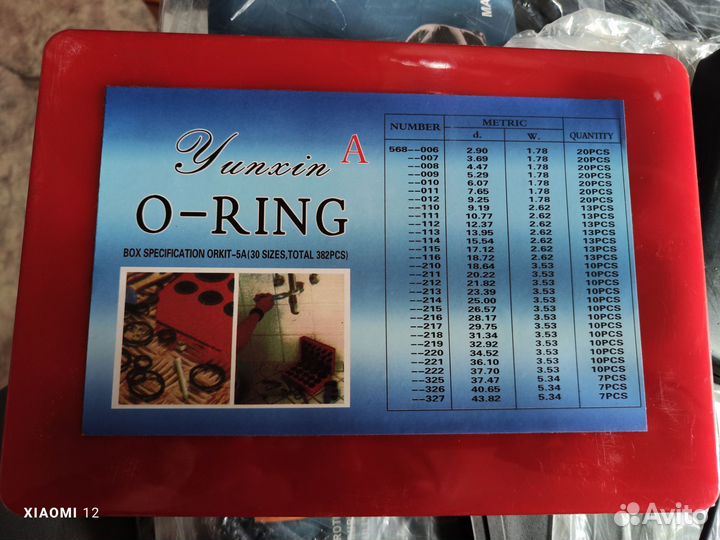 MA
Yunxin A
O-RING
BOX SPECIFICATION ORKIT-5A(30 SIZES,TOTAL 382PCS)
NUMBER METRIC QUANTITY
d. W.
568--006 2.90 1.78 20PCS
--007 3.69 1.78 20PCS
--008 4.47 1.78 20PCS
--009 5.29 1.78 20PCS
--010 6.07 1.78 20PCS
--011 7.65 1.78 20PCS
--012 9.25 1.78 20PCS
--110 9.19 2.62 13PCS
--111 10.77 2.62 13PCS
--112 12.37 2.62 13PCS
--113 13.95 2.62 13PCS
--114 15.54 2.62 13PCS
--115 17.12 2.62 13PCS
--116 18.72 2.62 13PCS
--210 18.64 3.53 10PCS
--211 20.22 3.53 10PCS
--212 21.82 3.53 10PCS
--213 23.39 3.53 10PCS
--214 25.00 3.53 10PCS
--215 26.57 3.53 10PCS
--216 28.17 3.53 10PCS
--217 29.75 3.53 10PCS
--218 31.34 3.53 10PCS
--219 32.92 3.53 10PCS
--220 34.52 3.53 10PCS
--221 36.10 3.53 10PCS
--222 37.70 3.53 10PCS
--325 37.47 5.34 7PCS
--326 40.65 5.34 7PCS
--327 43.82 5.34 7PCS
XIAOMI 12
Avito